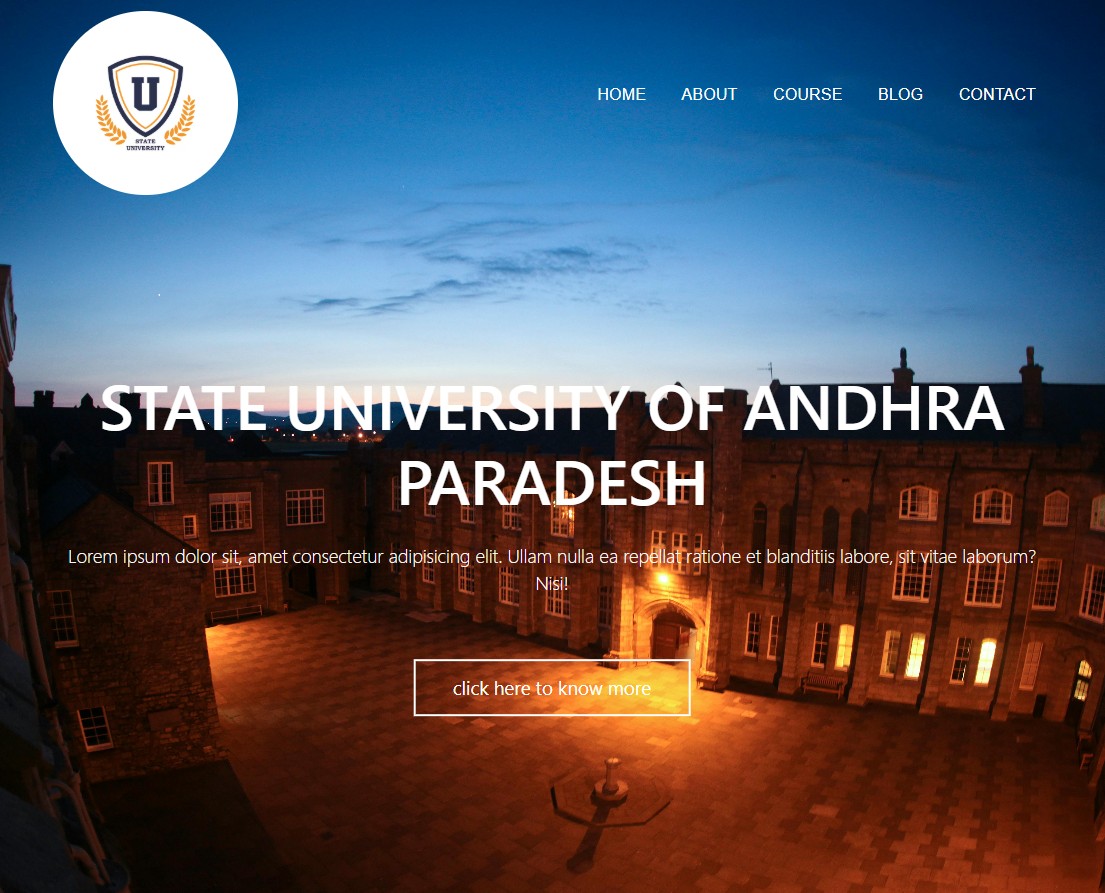 U
STATE
UNIVERSITY
HOME ABOUT COURSE BLOG CONTACT
STATE UNIVERSITY OF ANDHRA
PARADESH
Lorem ipsum dolor sit, amet consectetur adipisicing elit. Ullam nulla ea repellat ratione et blanditiis labore, sit vitae laborum?
Nisi!
click here to know more